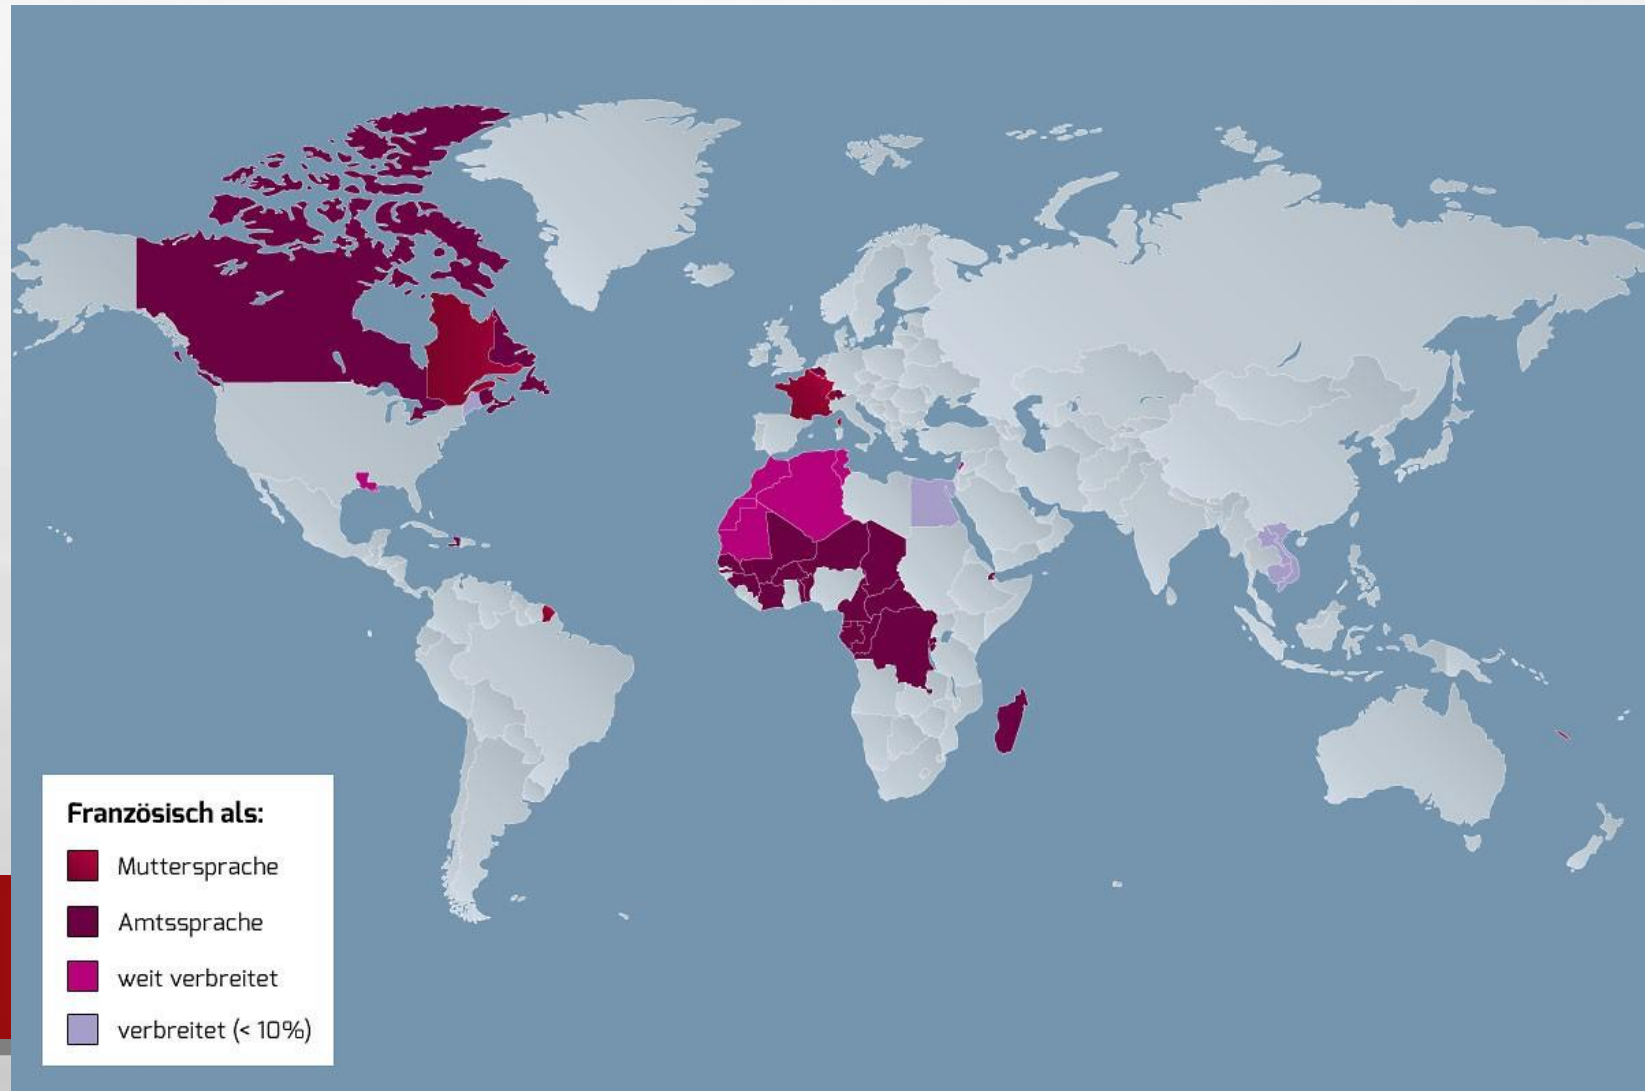 Französisch als:
Muttersprache
Amtssprache
weit verbreitet
verbreitet (< 10%)